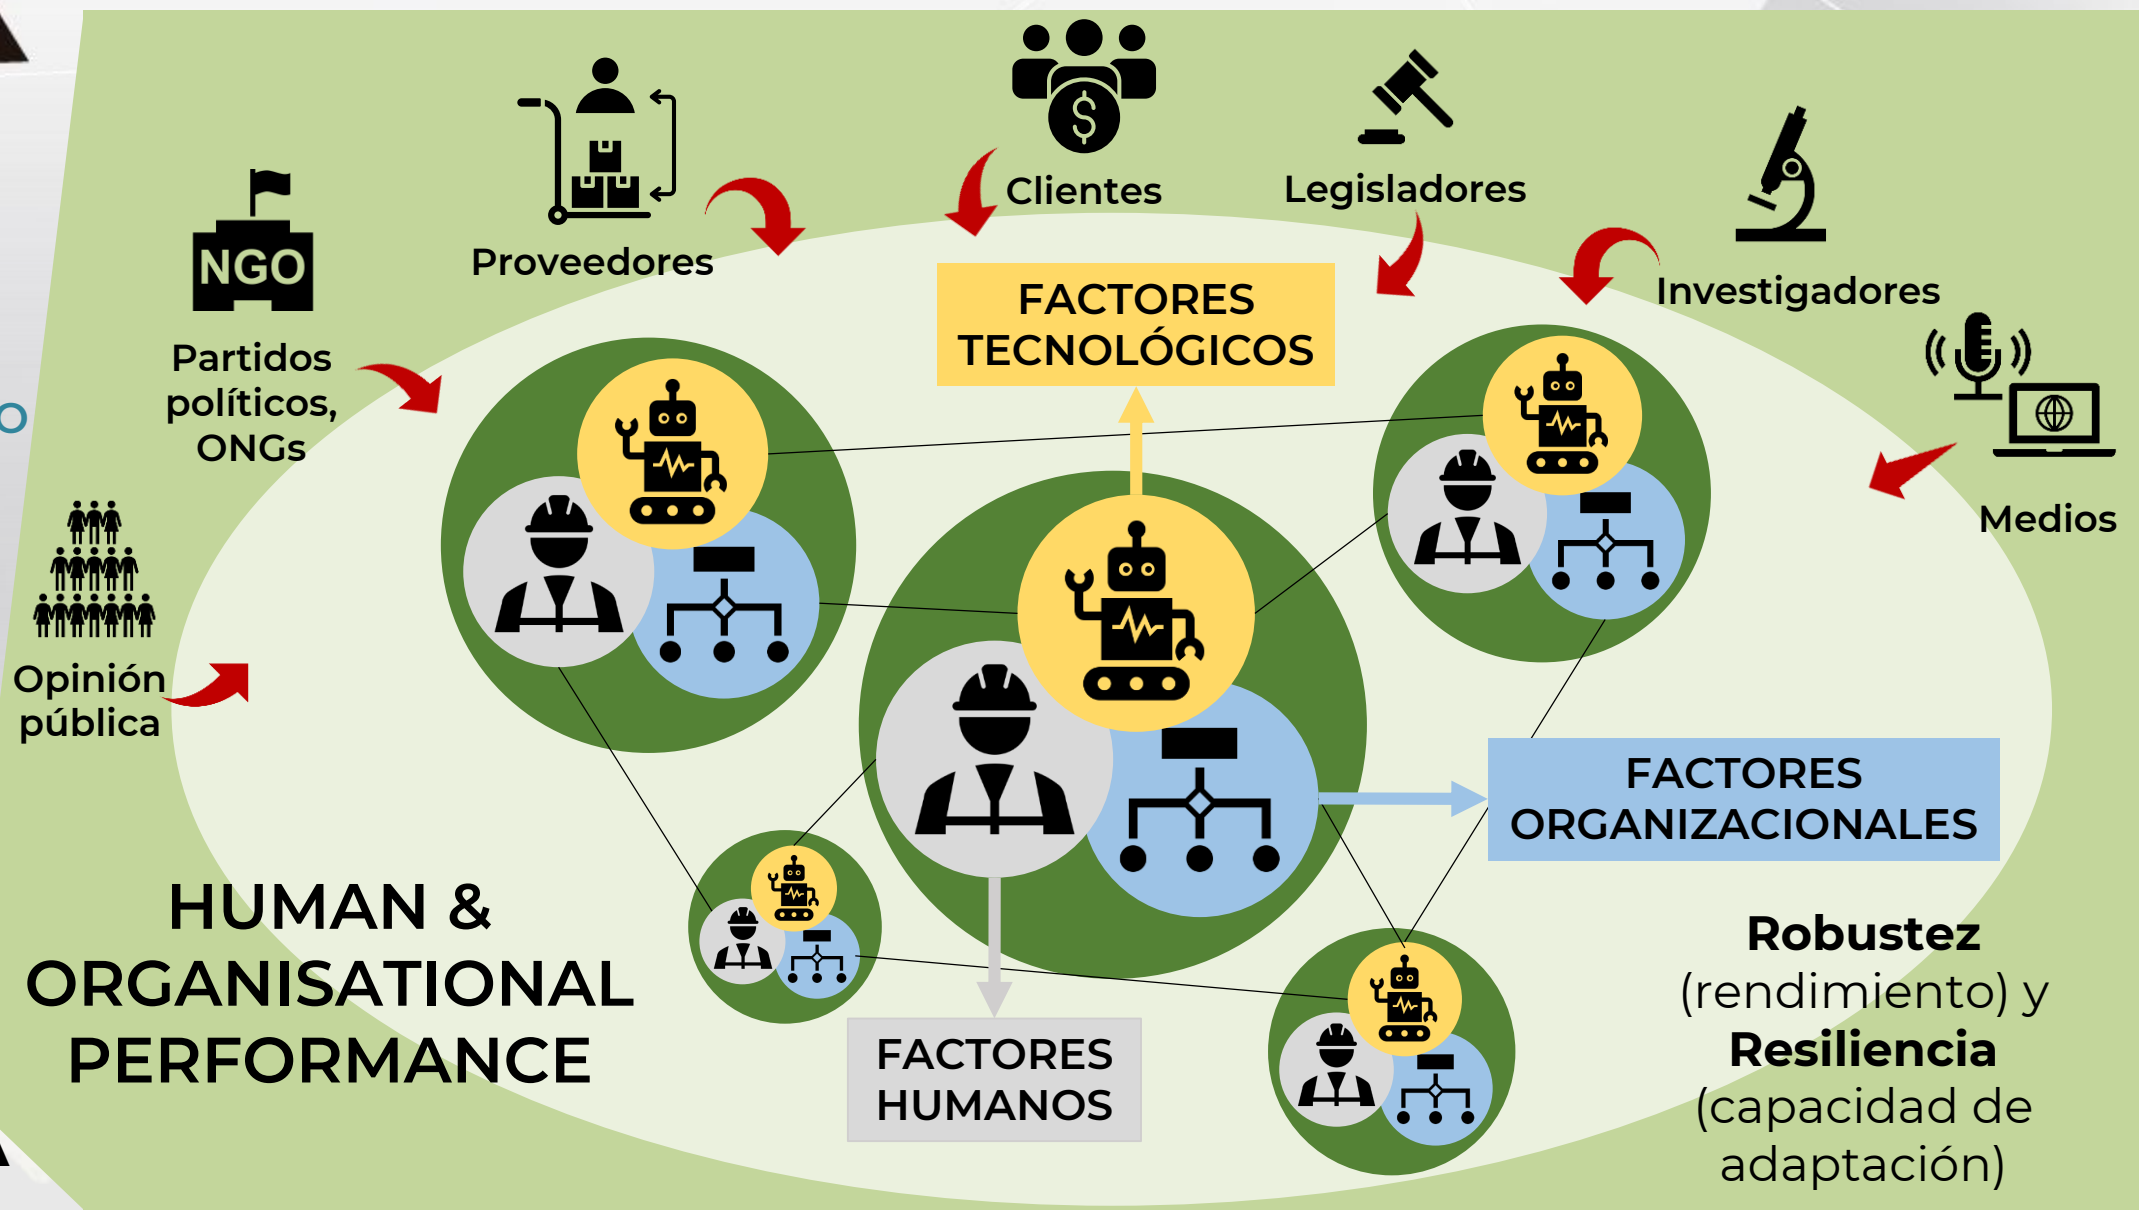 Clientes
Legisladores
Proveedores
NGO
Investigadores
FACTORES
TECNOLÓGICOS
Partidos
políticos,
ONGs
Medios
Opinión
pública
FACTORES
ORGANIZACIONALES
HUMAN &
ORGANISATIONAL
PERFORMANCE
FACTORES
HUMANOS
Robustez
(rendimiento) y
Resiliencia
(capacidad de
adaptación)